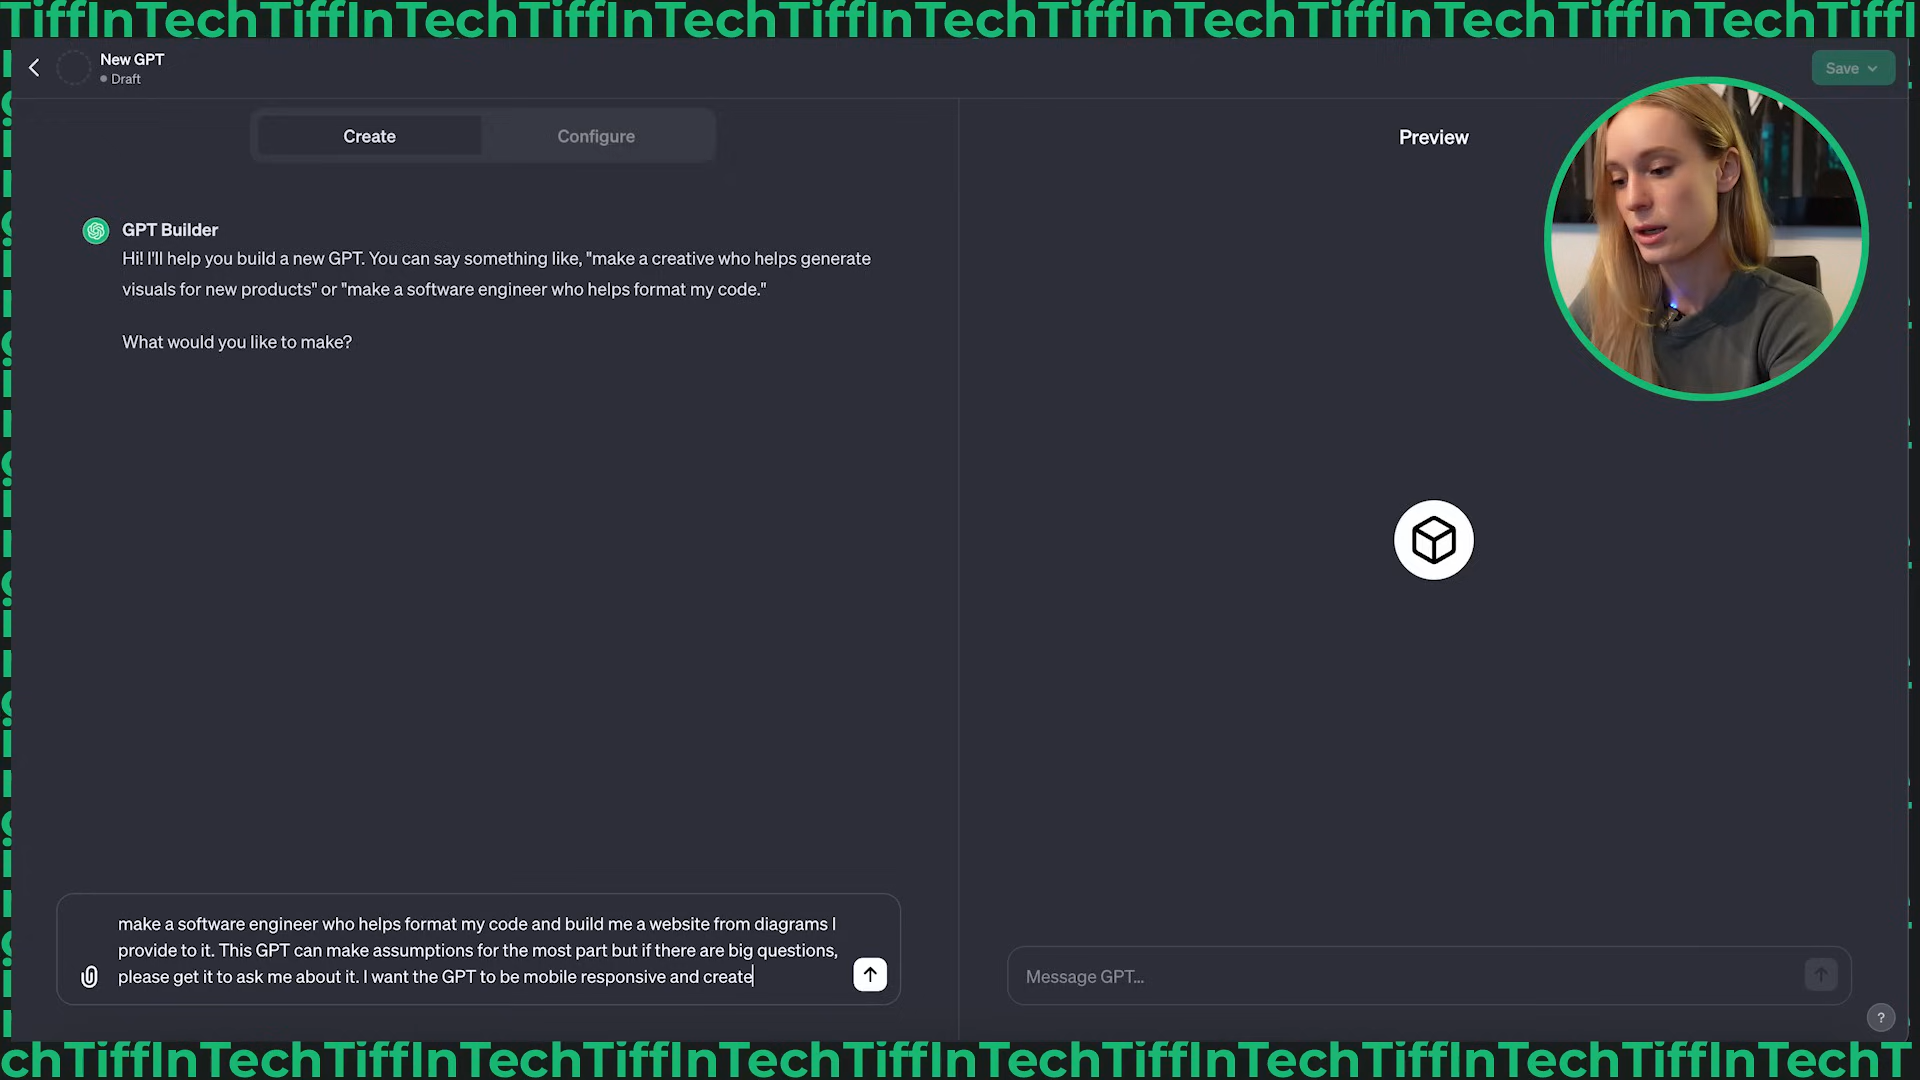 TiffInTechTiffInTechTiffInTechTiffInTechTiffInTechTiffInTechTiffInTechTiffI
New GPT
Draft
Save
Create
Configure
Preview
GPT Builder
Hi! I'll help you build a new GPT. You can say something like, "make a creative who helps generate
visuals for new products" or "make a software engineer who helps format my code."
What would you like to make?
make a software engineer who helps format my code and build me a website from diagrams I
provide to it. This GPT can make assumptions for the most part but if there are big questions,
please get it to ask me about it. I want the GPT to be mobile responsive and create
Message GPT...
?
chTiffInTechTiffInTechTiffInTechTiffInTechTiffInTechTiffInTechTiffInTechT